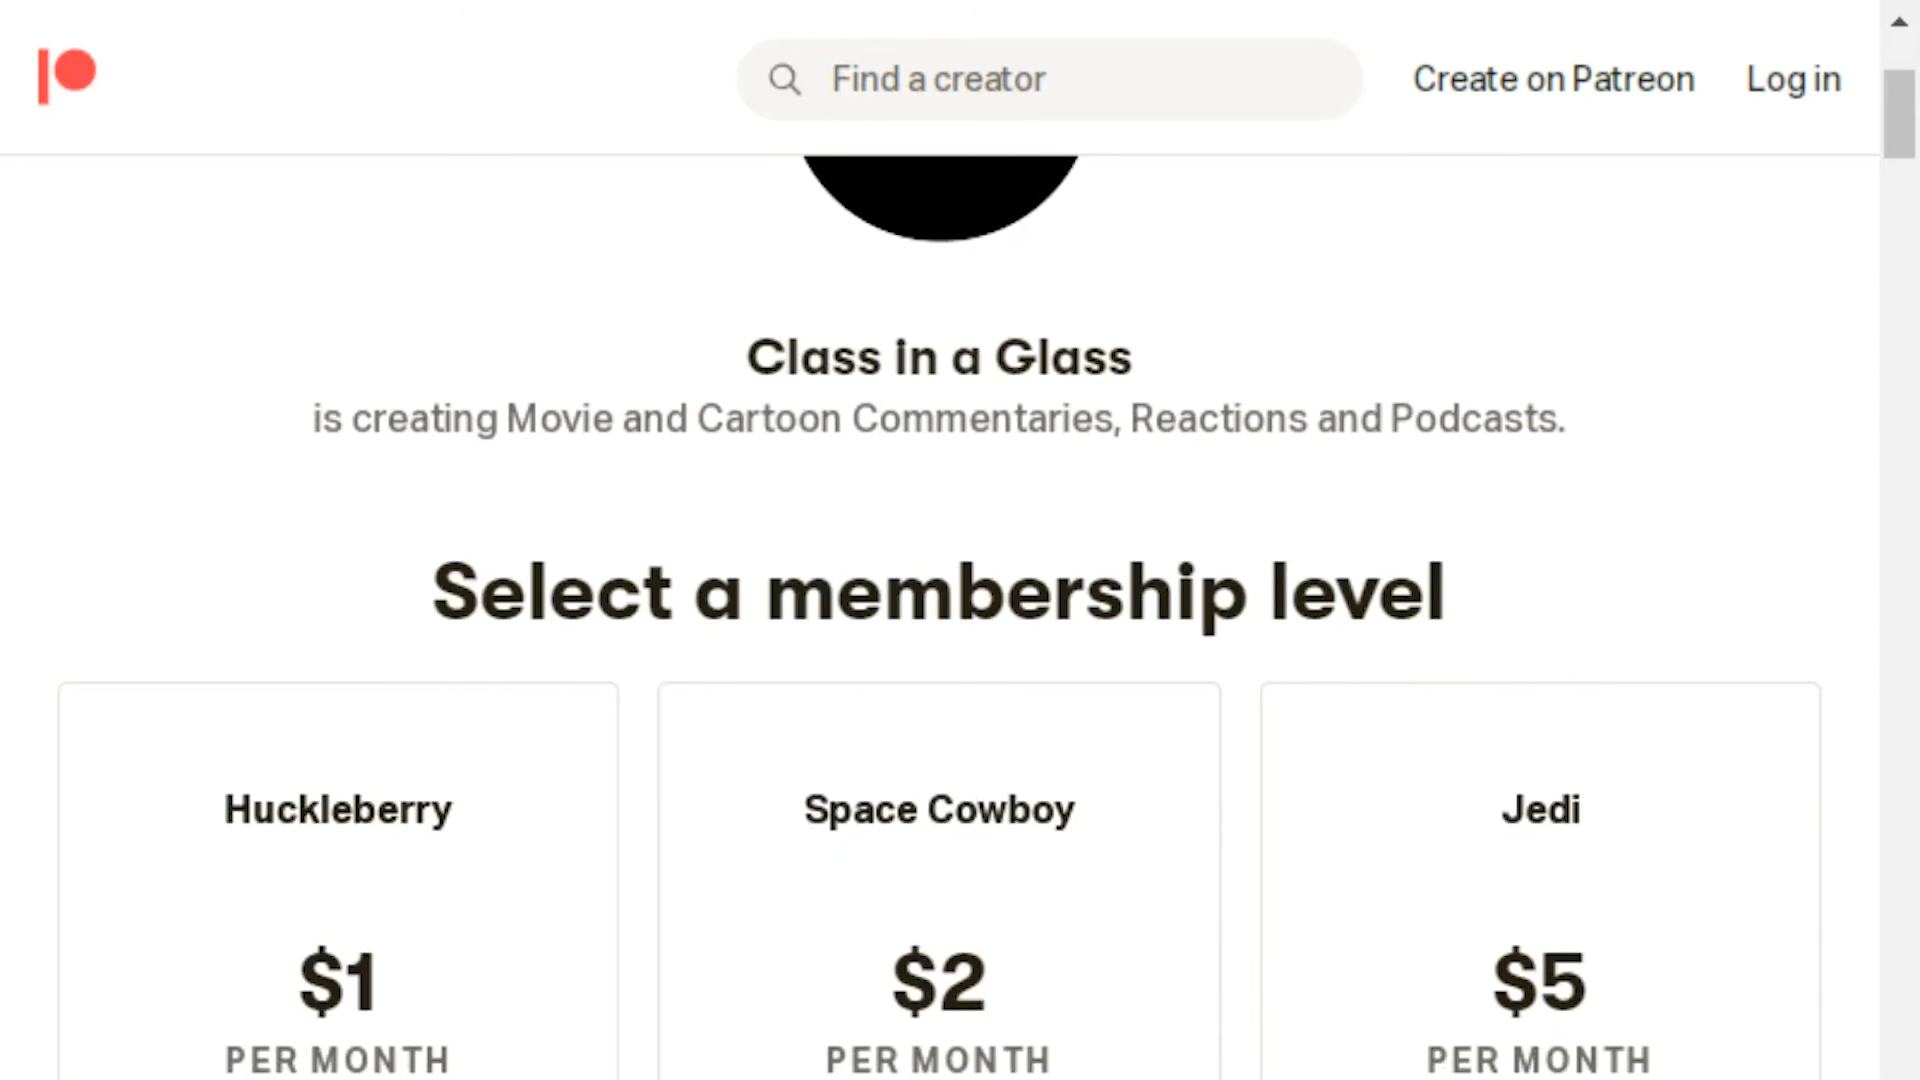 Find a creator
Create on Patreon
Log in
Class in a Glass
is creating Movie and Cartoon Commentaries, Reactions and Podcasts.
Select a membership level
Huckleberry
$1
PER MONTH
Space Cowboy
$2
PER MONTH
Jedi
$5
PER MONTH